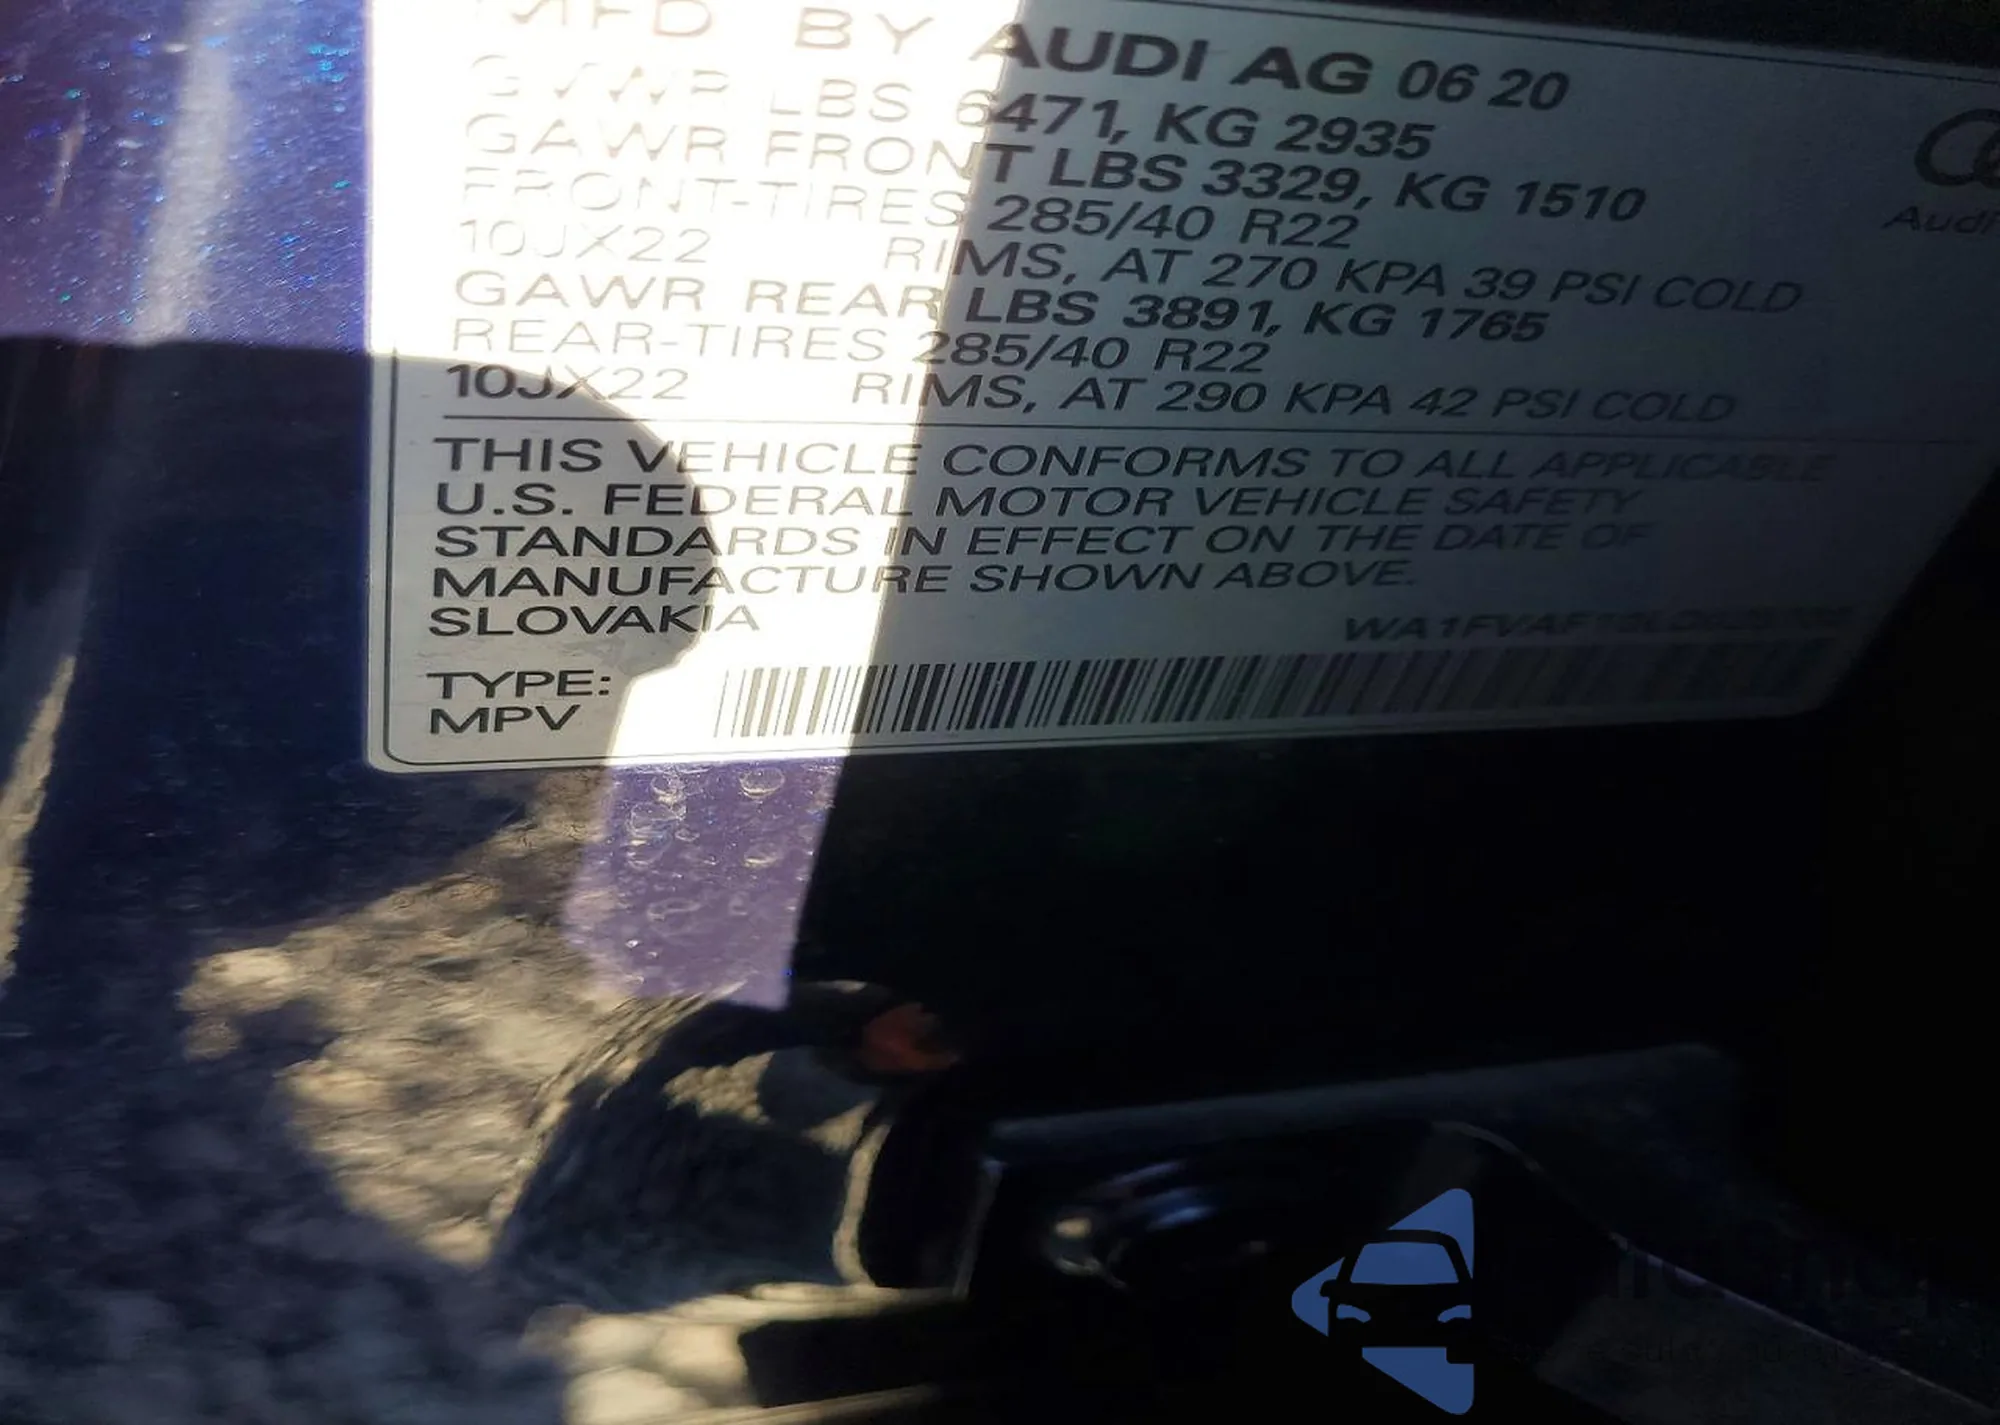 MFD BY AUDI AG 06 20
GVWR LBS 6471, KG 2935
GAWR FRONT LBS 3329, KG 1510
FRONT-TIRES 285/40 R22
10JX22 RIMS, AT 270 KPA 39 PSI COLD
GAWR REAR LBS 3891, KG 1765
REAR-TIRES 285/40 R22
10JX22 RIMS, AT 290 KPA 42 PSI COLD
Audi
THIS VEHICLE CONFORMS TO ALL APPLICABLE
U.S. FEDERAL MOTOR VEHICLE SAFETY
STANDARDS IN EFFECT ON THE DATE OF
MANUFACTURE SHOWN ABOVE.
SLOVAKIA
TYPE:
MPV